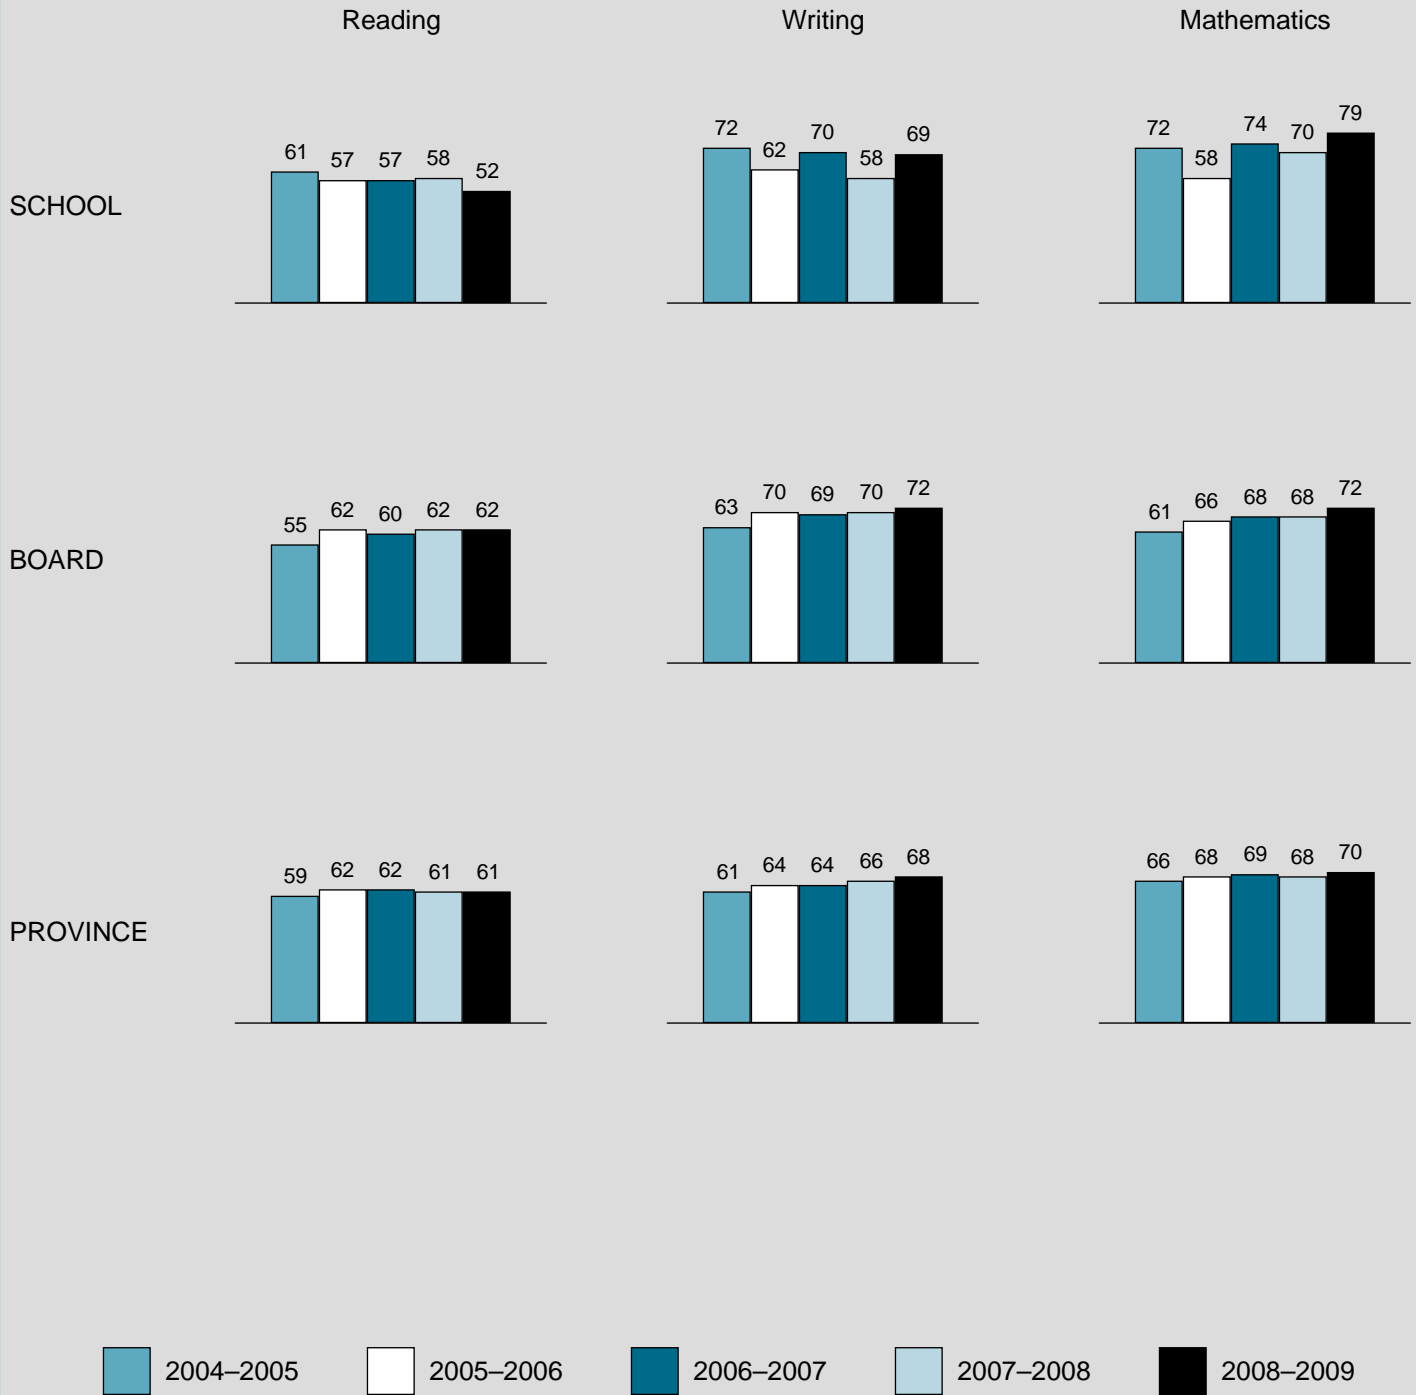 Reading Writing Mathematics
SCHOOL
61 57 57 58 52
72 62 70 58 69
72 58 74 70 79
BOARD
55 62 60 62 62
63 70 69 70 72
61 66 68 68 72
PROVINCE
59 62 62 61 61
61 64 64 66 68
66 68 69 68 70
2004–2005 2005–2006 2006–2007 2007–2008 2008–2009